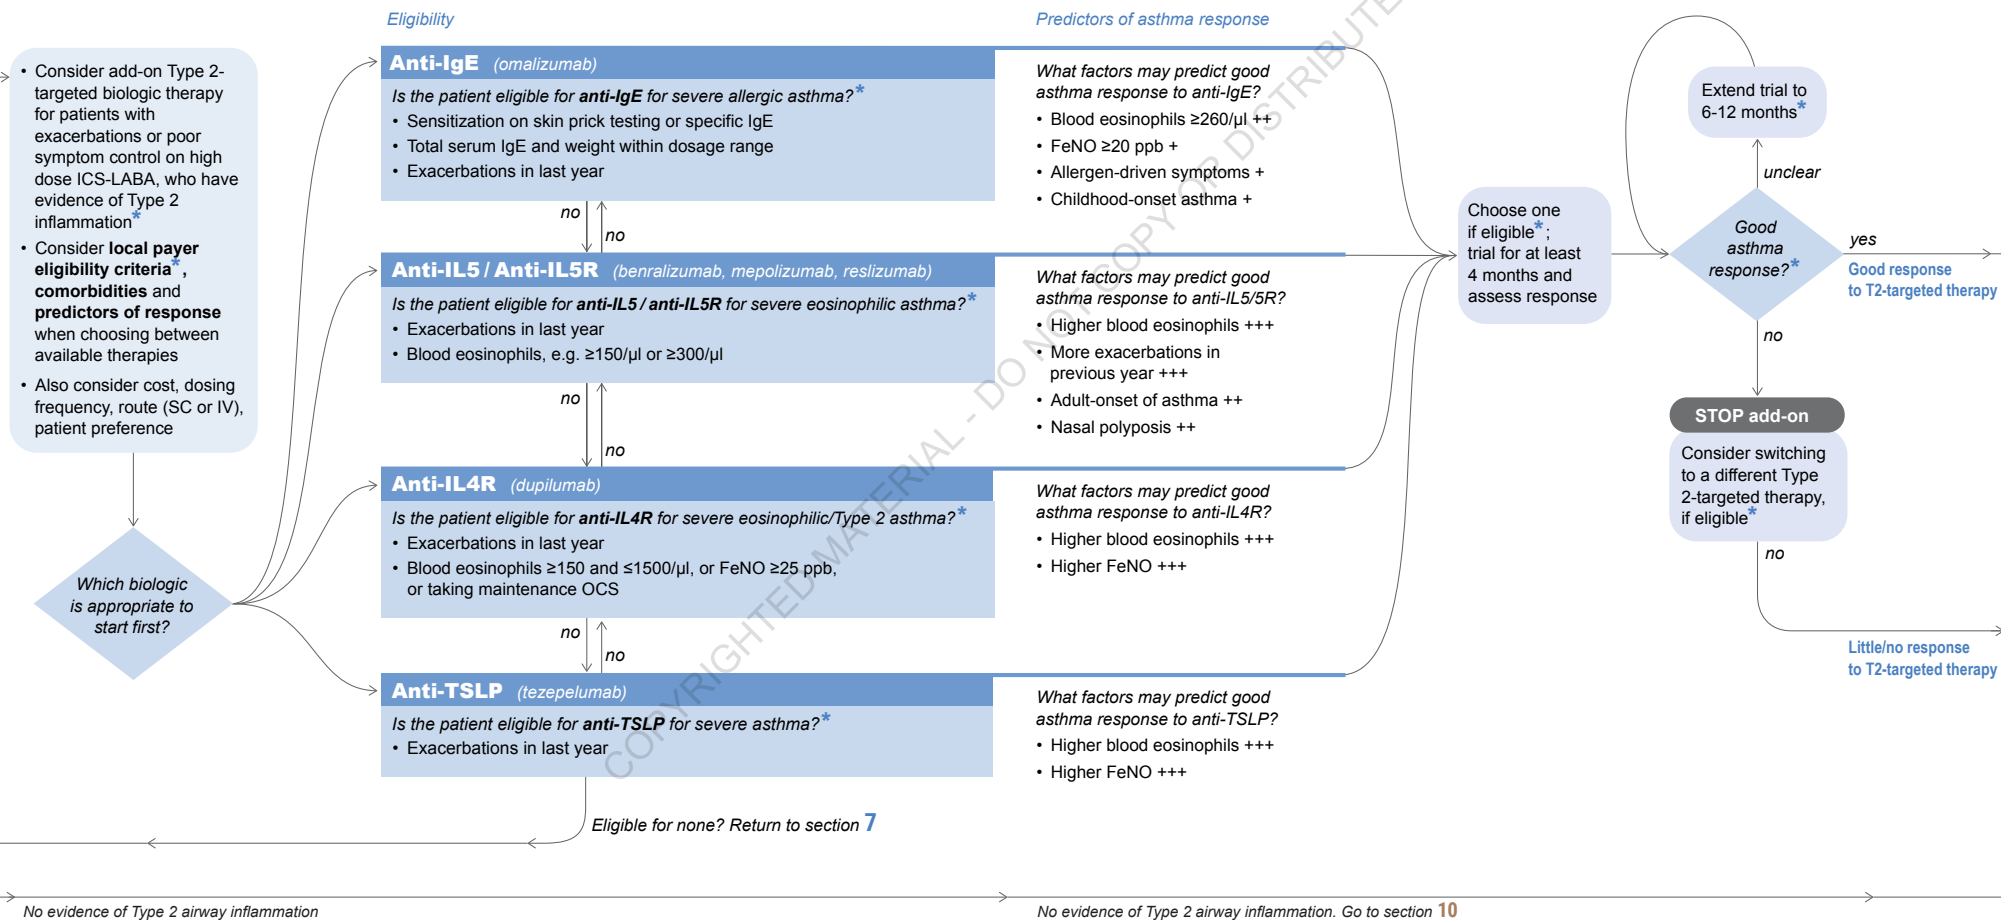 Eligibility
Predictors of asthma response
• Consider add-on Type 2-
targeted biologic therapy
for patients with
exacerbations or poor
symptom control on high
dose ICS-LABA, who have
evidence of Type 2
inflammation*
• Consider local payer
eligibility criteria*,
comorbidities and
predictors of response
when choosing between
available therapies
• Also consider cost, dosing
frequency, route (SC or IV),
patient preference
Which biologic
is appropriate to
start first?
Anti-IgE (omalizumab)
Is the patient eligible for anti-IgE for severe allergic asthma?*
• Sensitization on skin prick testing or specific IgE
• Total serum IgE and weight within dosage range
• Exacerbations in last year
What factors may predict good
asthma response to anti-IgE?
• Blood eosinophils ≥260/µl ++
• FeNO ≥20 ppb +
• Allergen-driven symptoms +
• Childhood-onset asthma +
no
no
Anti-IL5 / Anti-IL5R (benralizumab, mepolizumab, reslizumab)
Is the patient eligible for anti-IL5 / anti-IL5R for severe eosinophilic asthma?*
• Exacerbations in last year
• Blood eosinophils, e.g. ≥150/µl or ≥300/µl
What factors may predict good
asthma response to anti-IL5/5R?
• Higher blood eosinophils +++
• More exacerbations in
previous year +++
• Adult-onset of asthma ++
• Nasal polyposis ++
no
no
Anti-IL4R (dupilumab)
Is the patient eligible for anti-IL4R for severe eosinophilic/Type 2 asthma?*
• Exacerbations in last year
• Blood eosinophils ≥150 and ≤1500/µl, or FeNO ≥25 ppb,
or taking maintenance OCS
What factors may predict good
asthma response to anti-IL4R?
• Higher blood eosinophils +++
• Higher FeNO +++
no
no
Anti-TSLP (tezepelumab)
Is the patient eligible for anti-TSLP for severe asthma?*
• Exacerbations in last year
What factors may predict good
asthma response to anti-TSLP?
• Higher blood eosinophils +++
• Higher FeNO +++
Eligible for none? Return to section 7
Choose one
if eligible*;
trial for at least
4 months and
assess response
Extend trial to
6-12 months*
unclear
Good
asthma
response?*
yes
Good response
to T2-targeted therapy
no
STOP add-on
Consider switching
to a different Type
2-targeted therapy,
if eligible*
no
Little/no response
to T2-targeted therapy
No evidence of Type 2 airway inflammation
No evidence of Type 2 airway inflammation. Go to section 10
COPYRIGHTED MATERIAL - DO NOT COPY OR DISTRIBUTE